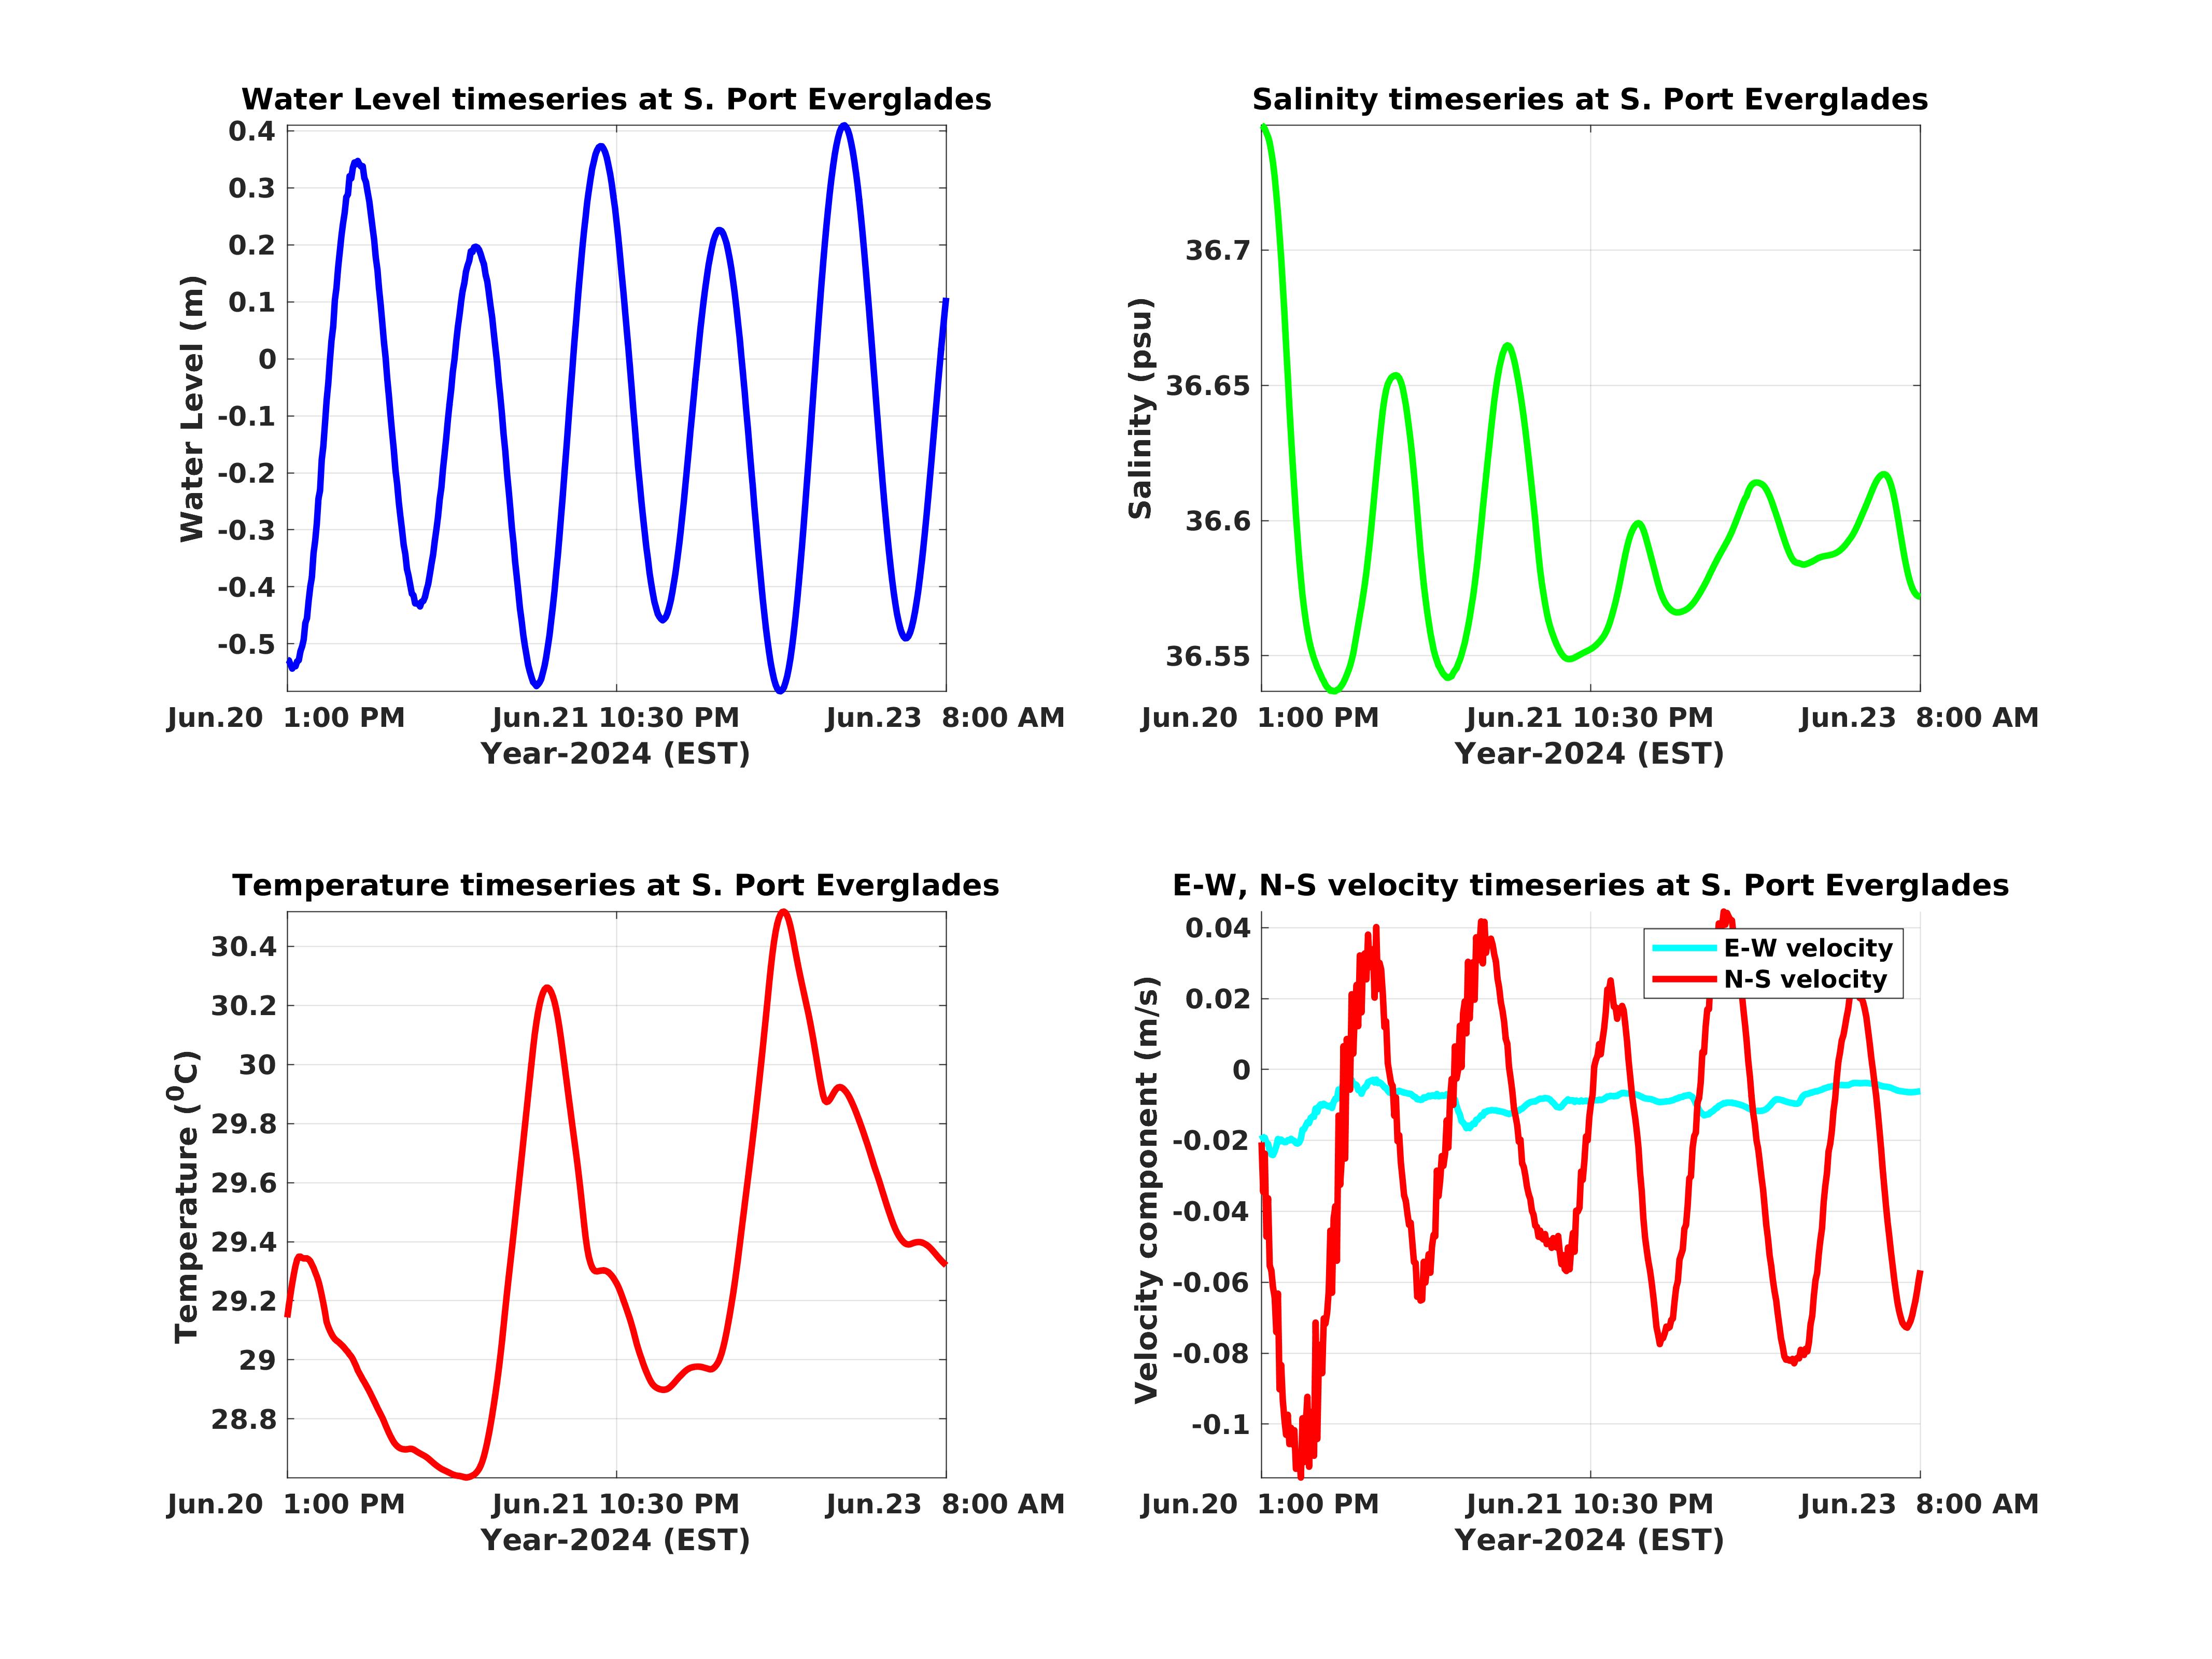 Water Level timeseries at S. Port Everglades
0.4
0.3
0.2
0.1
0
-0.1
-0.2
-0.3
-0.4
-0.5
Water Level (m)
Jun.20 1:00 PM Jun.21 10:30 PM Jun.23 8:00 AM
Year-2024 (EST)
Salinity timeseries at S. Port Everglades
36.7
36.65
36.6
36.55
Salinity (psu)
Jun.20 1:00 PM Jun.21 10:30 PM Jun.23 8:00 AM
Year-2024 (EST)
Temperature timeseries at S. Port Everglades
30.4
30.2
30
29.8
29.6
29.4
29.2
29
28.8
Temperature (⁰C)
Jun.20 1:00 PM Jun.21 10:30 PM Jun.23 8:00 AM
Year-2024 (EST)
E-W, N-S velocity timeseries at S. Port Everglades
0.04
0.02
0
-0.02
-0.04
-0.06
-0.08
-0.1
Velocity component (m/s)
E-W velocity
N-S velocity
Jun.20 1:00 PM Jun.21 10:30 PM Jun.23 8:00 AM
Year-2024 (EST)